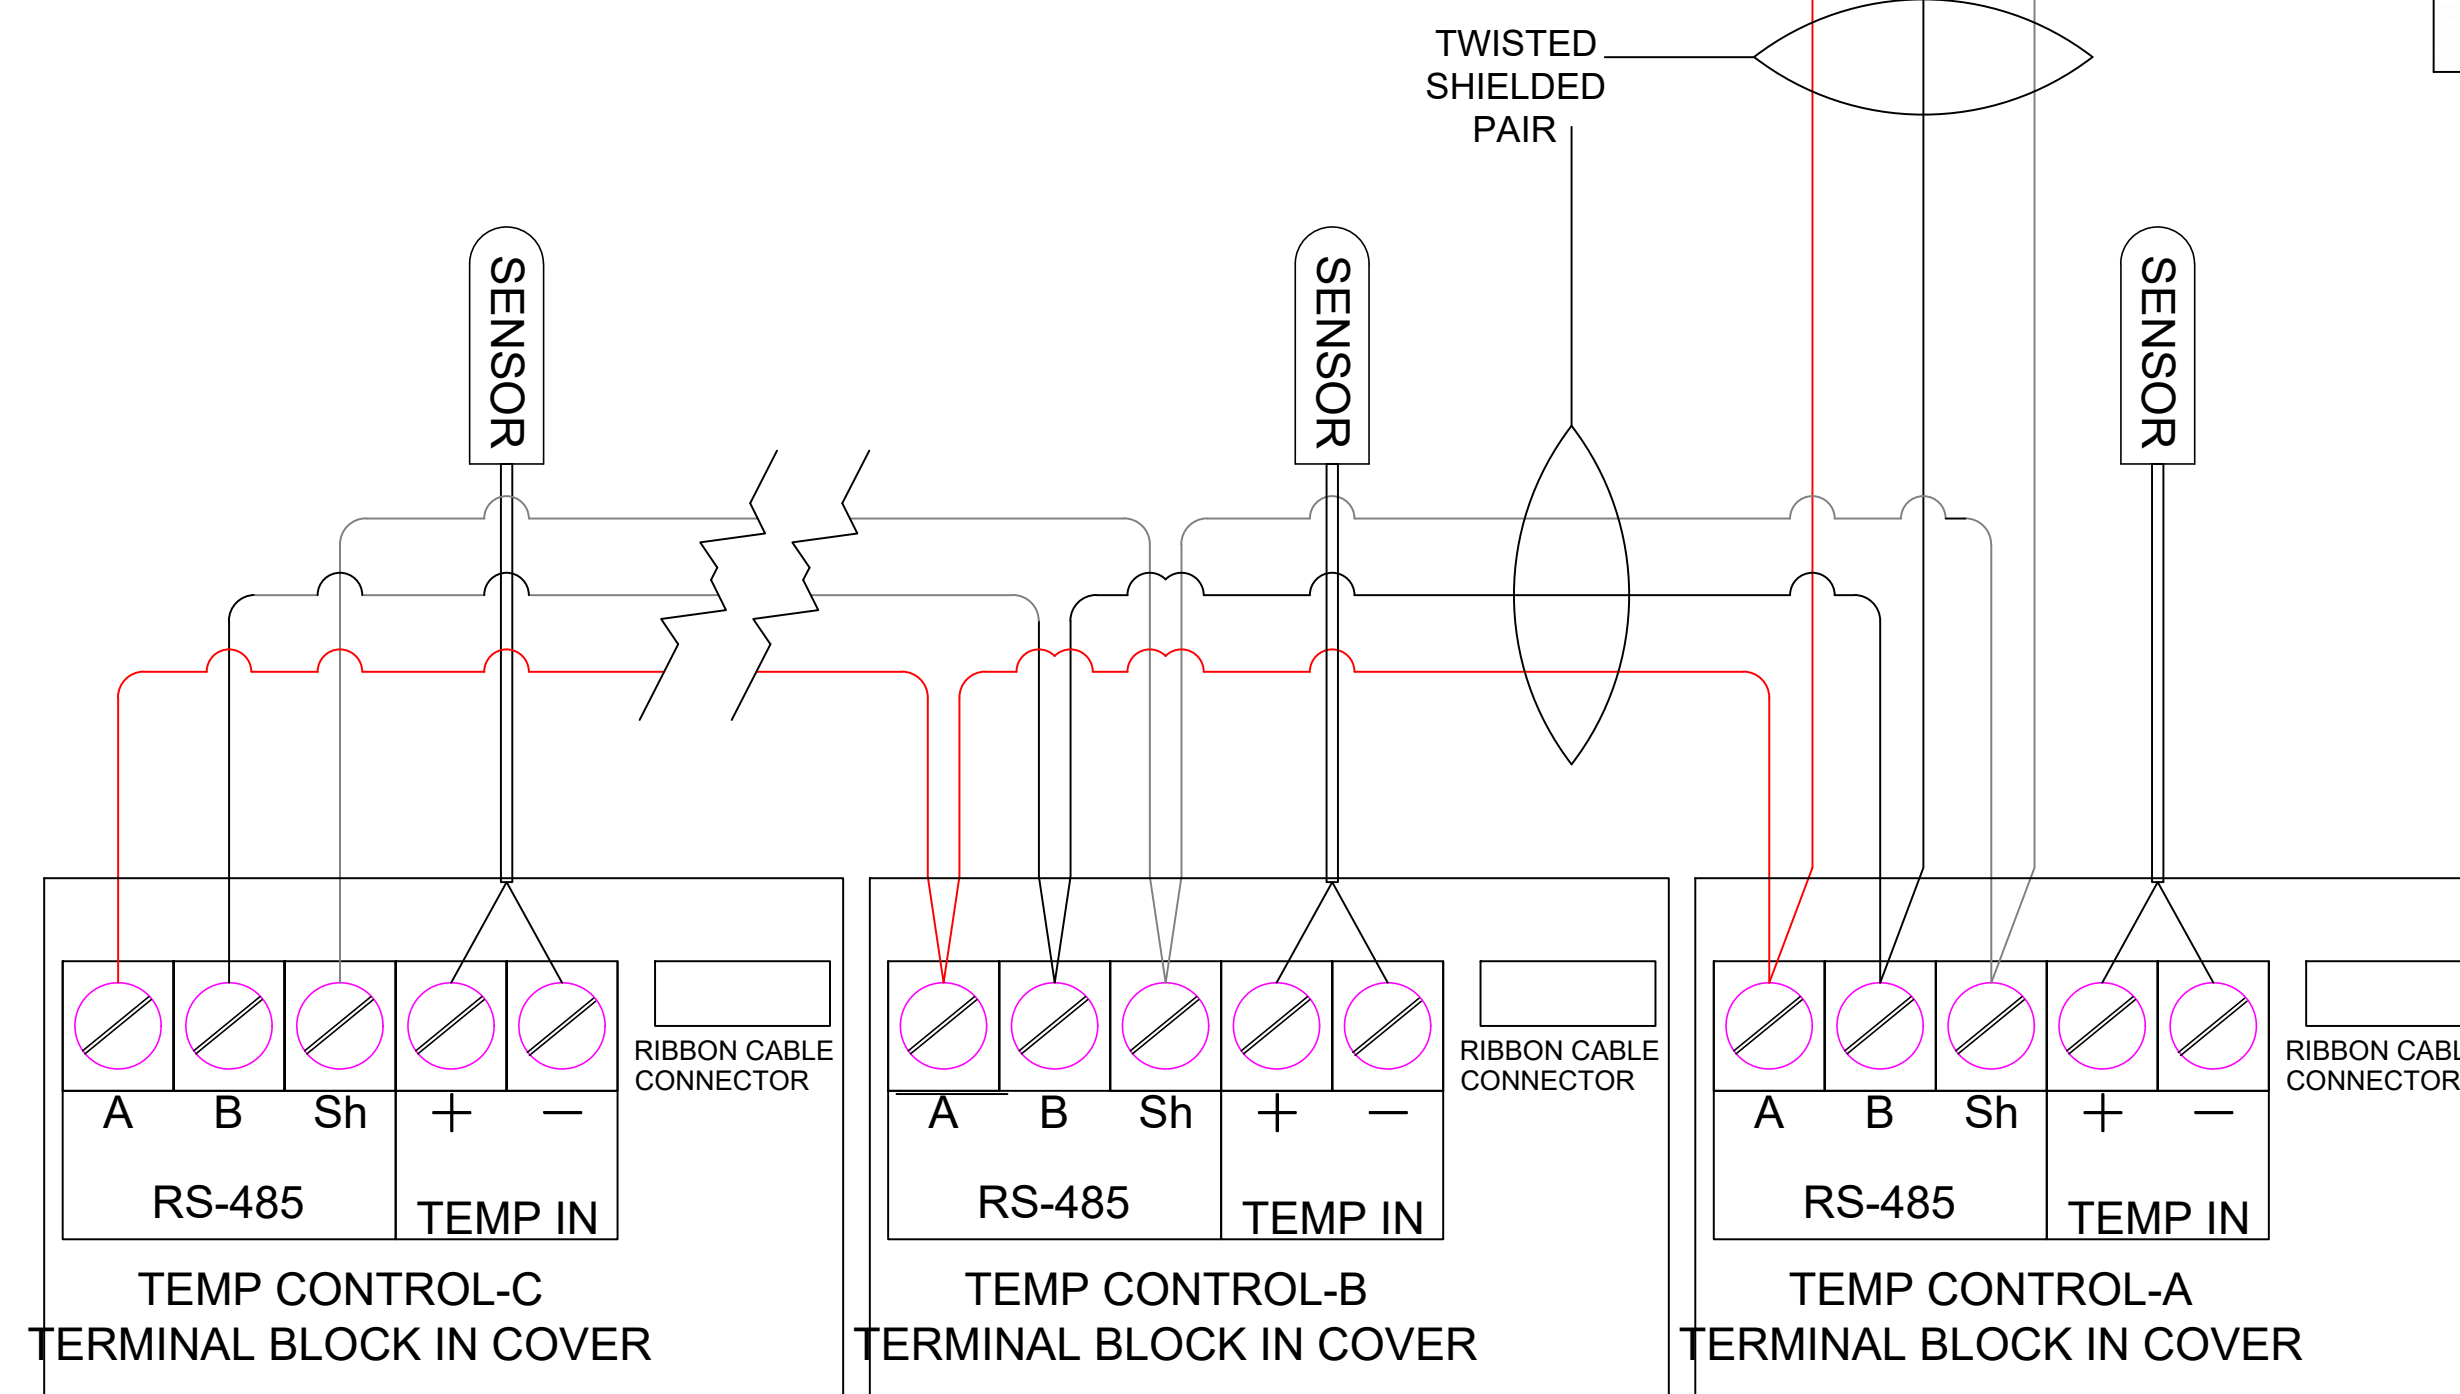 TWISTED
SHIELDED
PAIR
SENSOR
SENSOR
SENSOR
RIBBON CABLE
CONNECTOR
RIBBON CABLE
CONNECTOR
RIBBON CABL
CONNECTOR
A B Sh + −
A B Sh + −
A B Sh + −
RS-485 TEMP IN
RS-485 TEMP IN
RS-485 TEMP IN
TEMP CONTROL-C
TERMINAL BLOCK IN COVER
TEMP CONTROL-B
TERMINAL BLOCK IN COVER
TEMP CONTROL-A
TERMINAL BLOCK IN COVER